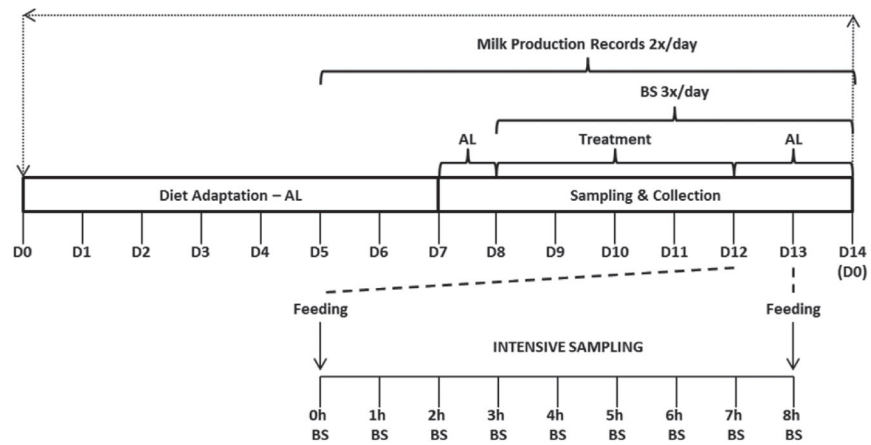 Milk Production Records 2x/day
BS 3x/day
AL Treatment AL
Diet Adaptation – AL Sampling & Collection
D0 D1 D2 D3 D4 D5 D6 D7 D8 D9 D10 D11 D12 D13 D14
(D0)
Feeding Feeding
INTENSIVE SAMPLING
0h 1h 2h 3h 4h 5h 6h 7h 8h
BS BS BS BS BS BS BS BS BS